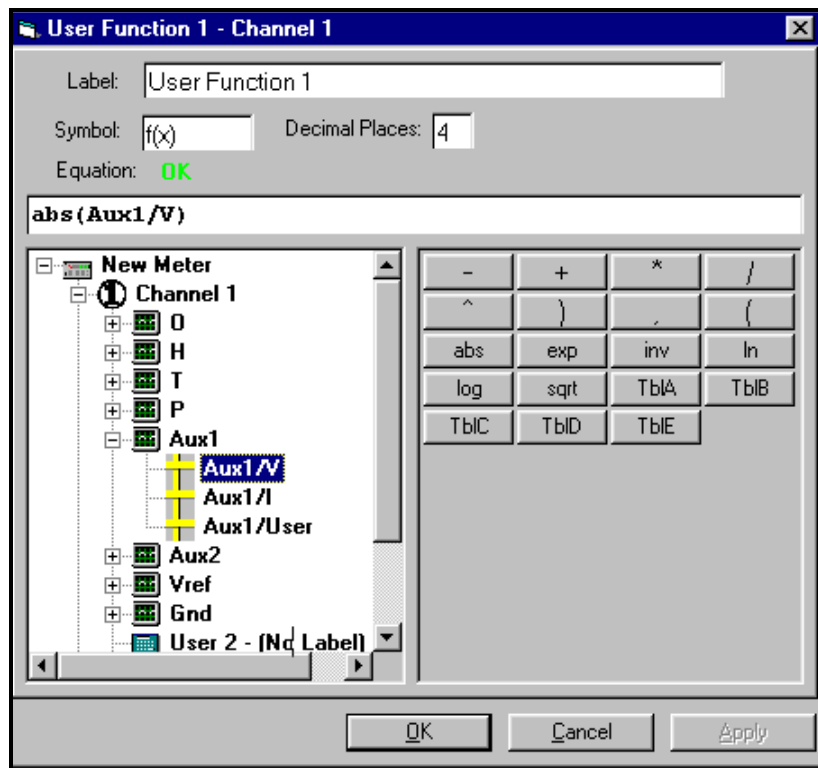 User Function 1 - Channel 1
Label: User Function 1
Symbol: f(x) Decimal Places: 4
Equation: OK
abs(Aux1/V)
New Meter
1 Channel 1
O
H
T
P
Aux1
Aux1/V
Aux1/I
Aux1/User
Aux2
Vref
Gnd
User 2 - (No Label)
- + * /
^ ) , (
abs exp inv ln
log sqrt TblA TblB
TblC TblD TblE
OK Cancel Apply